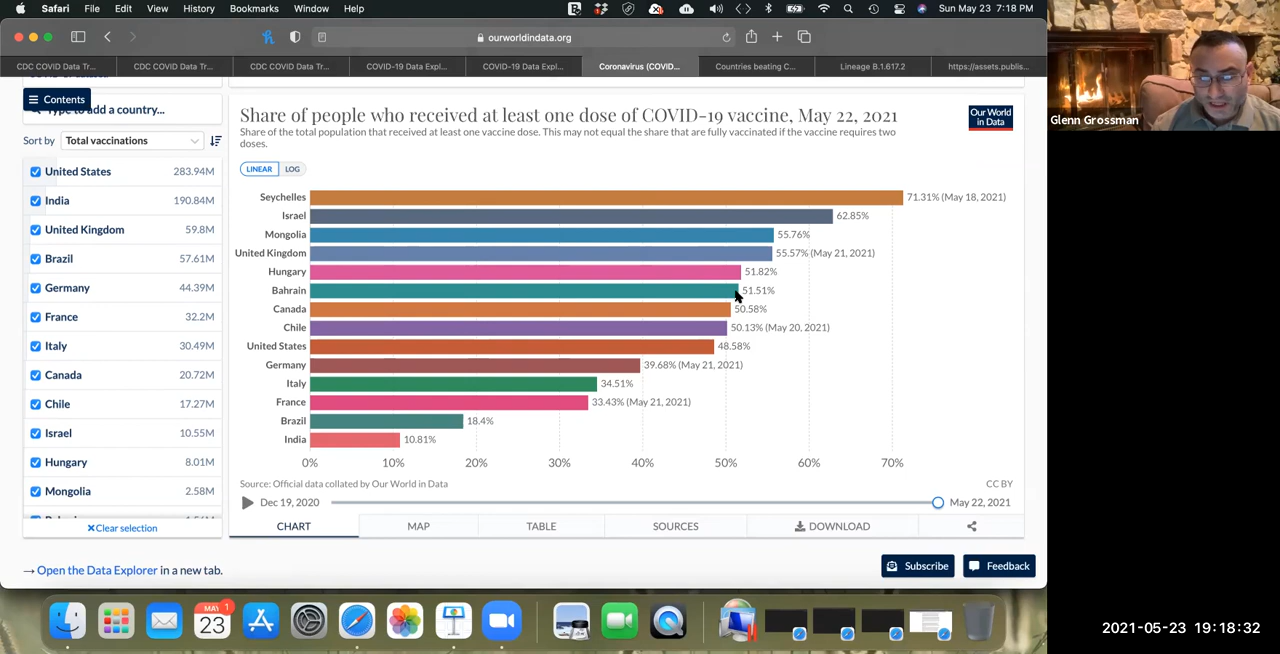 Safari File Edit View History Bookmarks Window Help Sun May 23 7:18 PM
ourworldindata.org
CDC COVID Data Tr... CDC COVID Data Tr... CDC COVID Data Tr... COVID-19 Data Expl... COVID-19 Data Expl... Coronavirus (COVID... Countries beating C... Lineage B.1.617.2 https://assets.publis...
Contents
Type to add a country...
Sort by Total vaccinations
United States 283.94M
India 190.84M
United Kingdom 59.8M
Brazil 57.61M
Germany 44.39M
France 32.2M
Italy 30.49M
Canada 20.72M
Chile 17.27M
Israel 10.55M
Hungary 8.01M
Mongolia 2.58M
Clear selection
Share of people who received at least one dose of COVID-19 vaccine, May 22, 2021
Share of the total population that received at least one vaccine dose. This may not equal the share that are fully vaccinated if the vaccine requires two
doses.
Our World
in Data
LINEAR LOG
Seychelles 71.31% (May 18, 2021)
Israel 62.85%
Mongolia 55.76%
United Kingdom 55.57% (May 21, 2021)
Hungary 51.82%
Bahrain 51.51%
Canada 50.58%
Chile 50.13% (May 20, 2021)
United States 48.58%
Germany 39.68% (May 21, 2021)
Italy 34.51%
France 33.43% (May 21, 2021)
Brazil 18.4%
India 10.81%
0% 10% 20% 30% 40% 50% 60% 70%
Source: Official data collated by Our World in Data CC BY
Dec 19, 2020 May 22, 2021
CHART MAP TABLE SOURCES DOWNLOAD
→ Open the Data Explorer in a new tab.
Subscribe Feedback
MAY 1
23
Glenn Grossman
2021-05-23 19:18:32